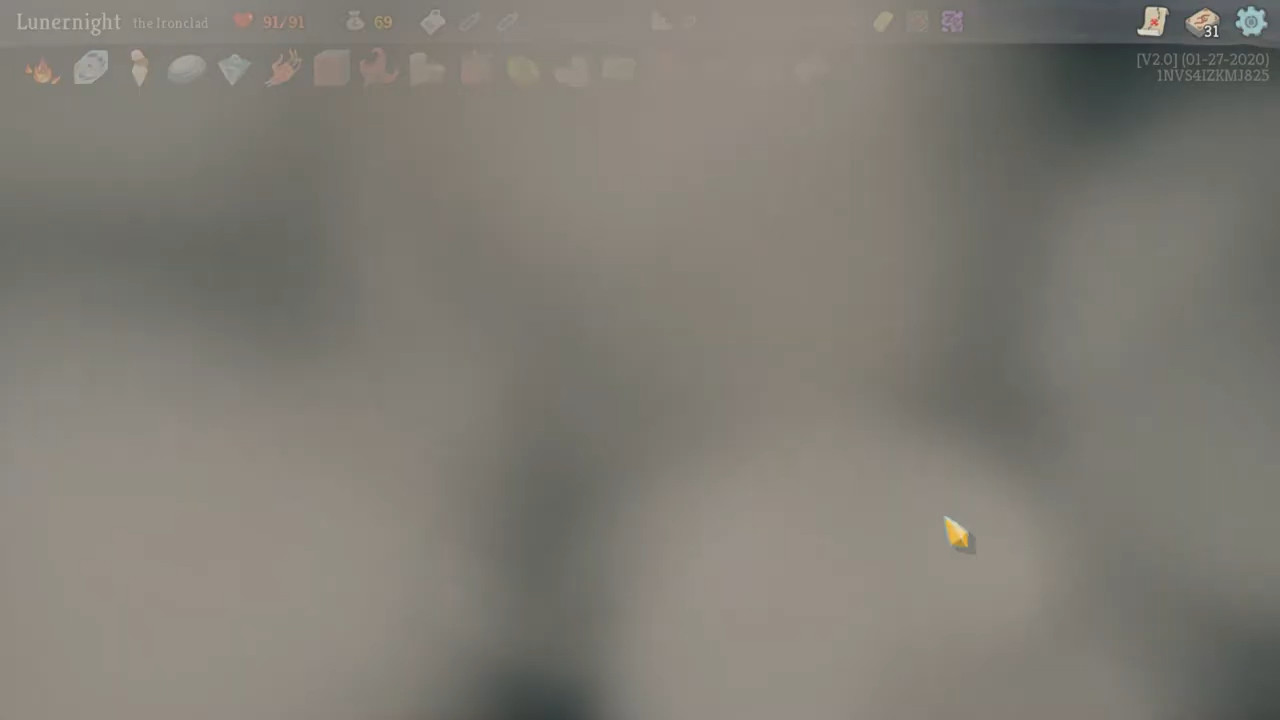 Lunernight the Ironclad 91/91 69 31
[V2.0] (01-27-2020)
1NVS4IZKMJ825